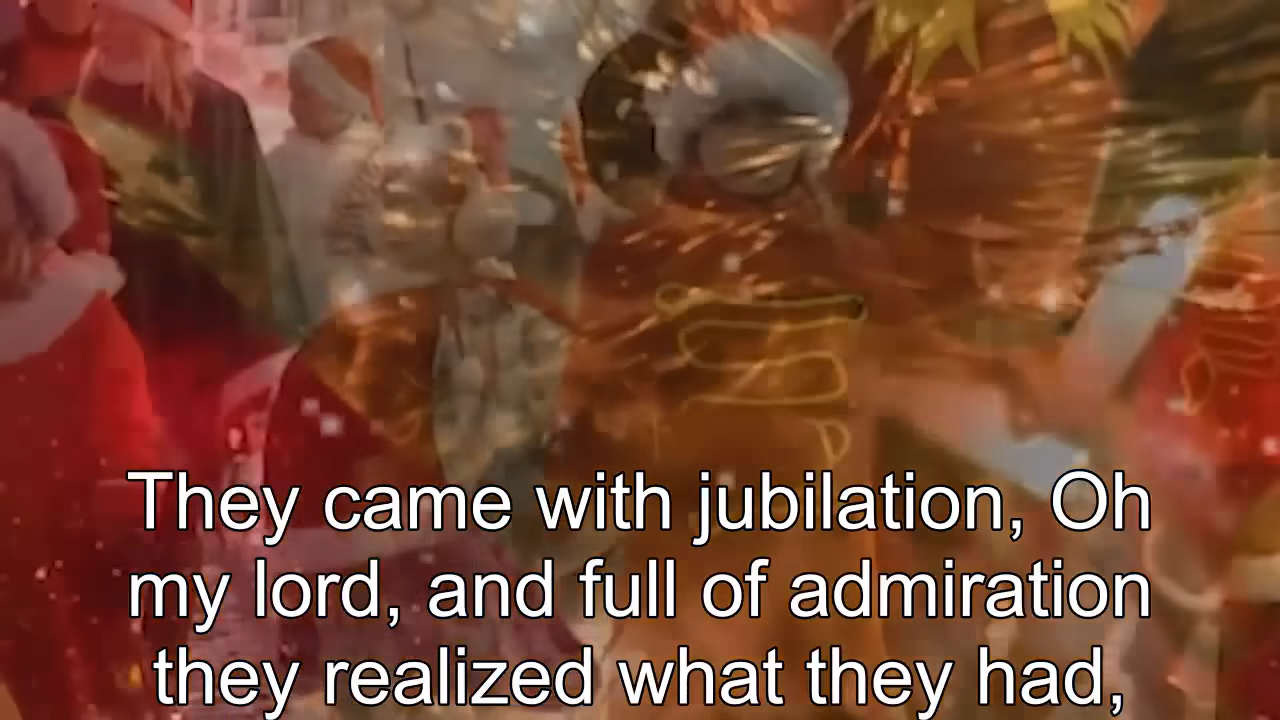 They came with jubilation, Oh
my lord, and full of admiration
they realized what they had,